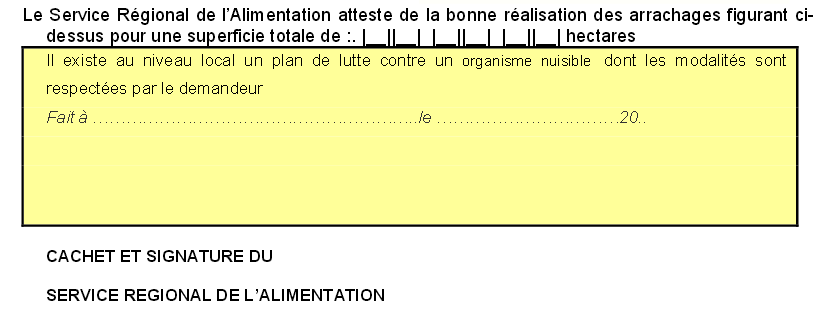 Le Service Régional de l'Alimentation atteste de la bonne réalisation des arrachages figurant ci-
dessus pour une superficie totale de :. |__||__| |__||__| |__||__| hectares
Il existe au niveau local un plan de lutte contre un organisme nuisible dont les modalités sont
respectées par le demandeur
Fait à ……………………………………………….…le ……………………………20..
CACHET ET SIGNATURE DU
SERVICE REGIONAL DE L'ALIMENTATION